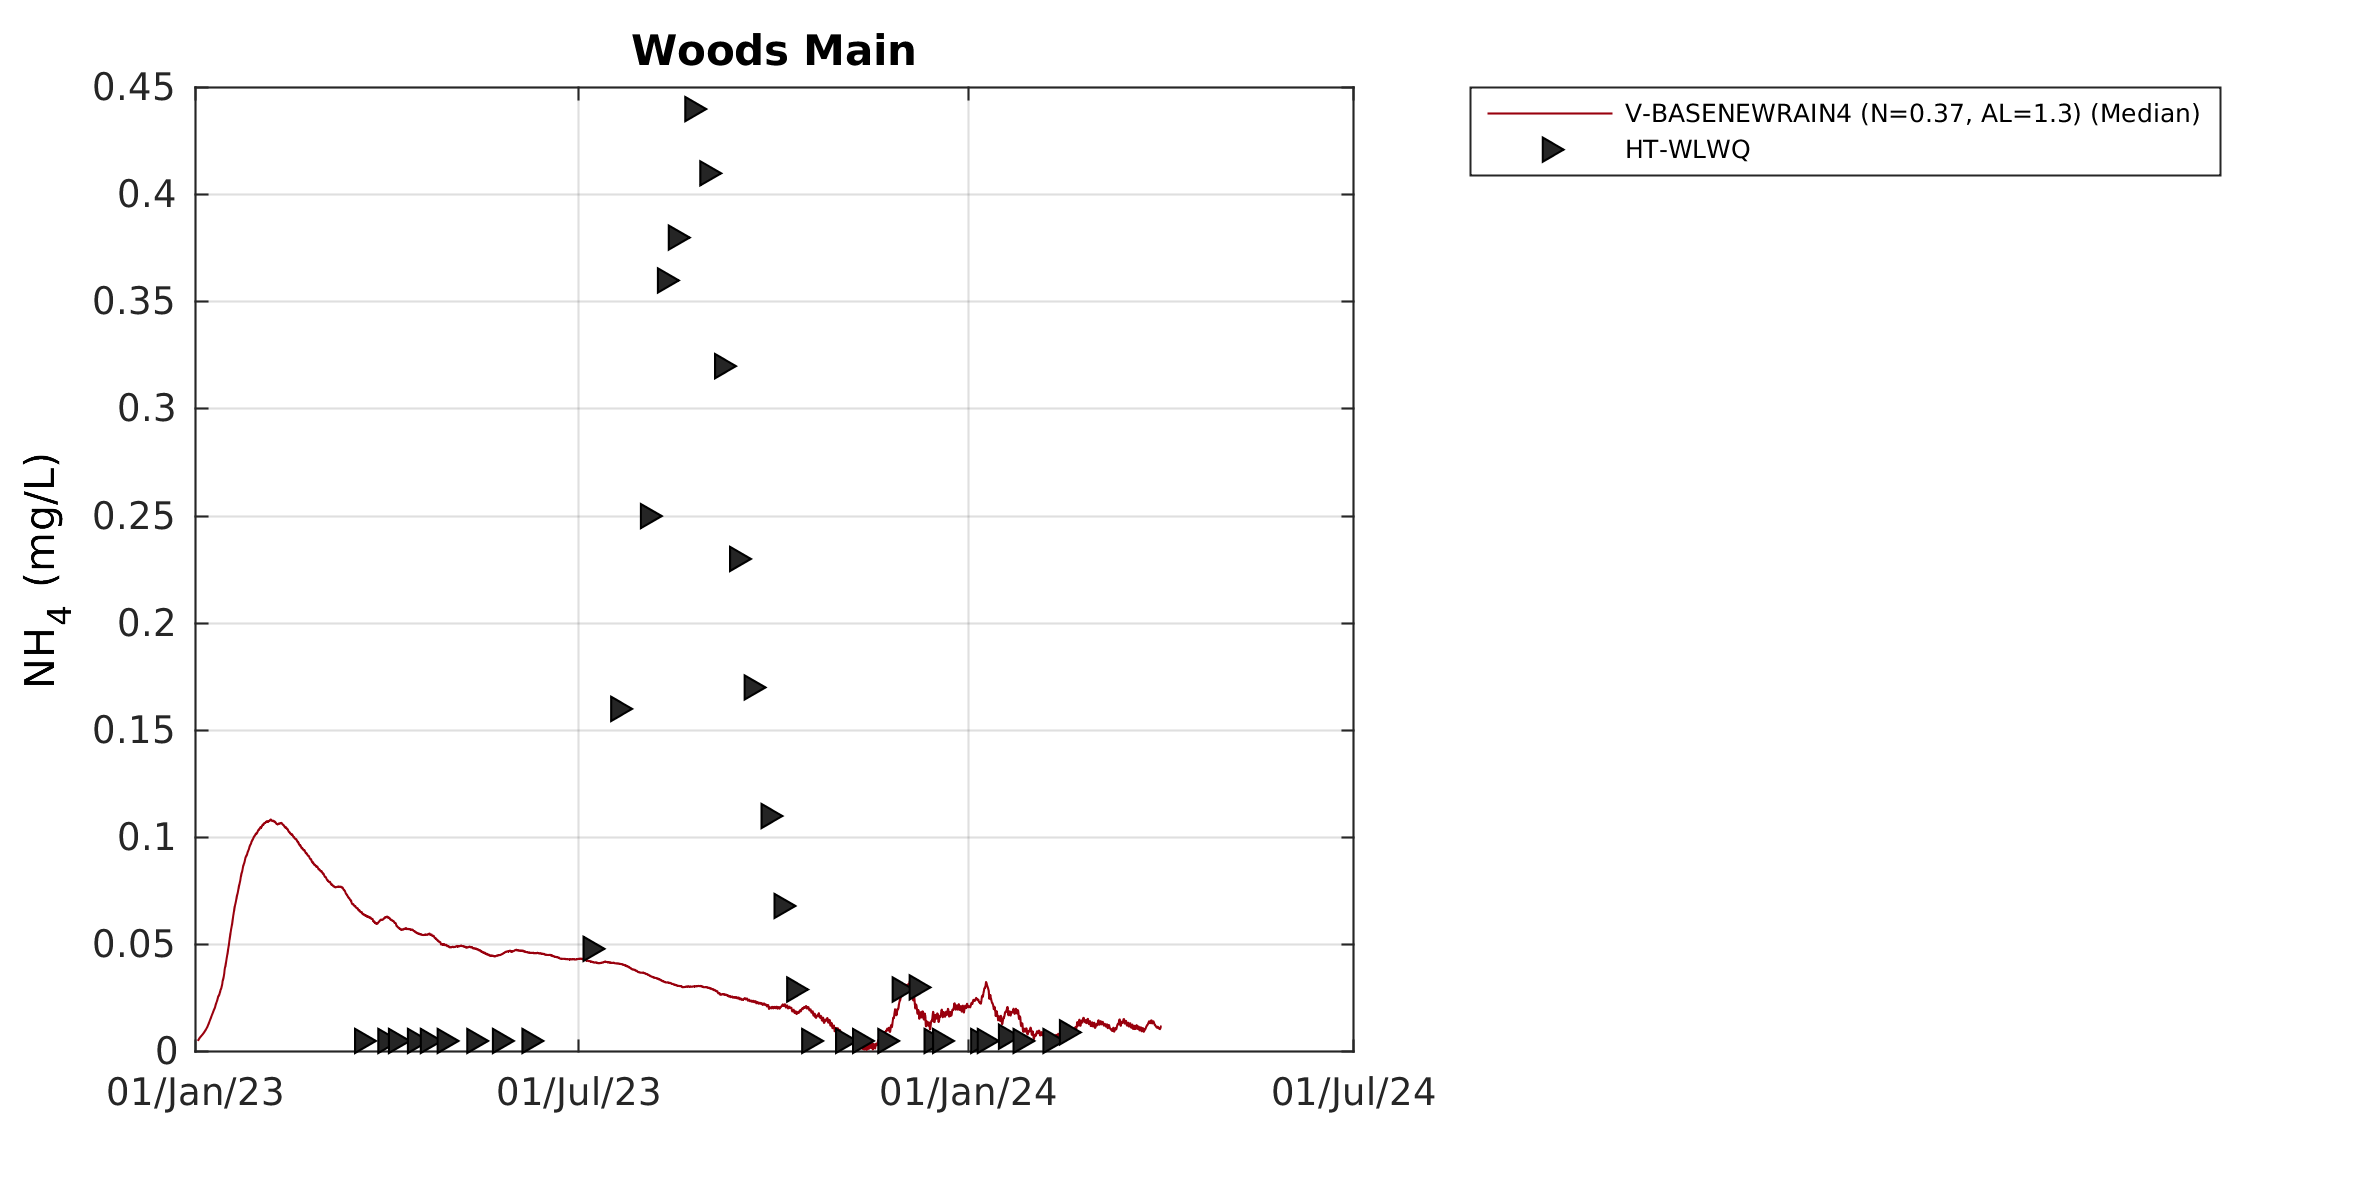 Woods Main
0.45
0.4
0.35
0.3
0.25
0.2
0.15
0.1
0.05
0
NH4 (mg/L)
01/Jan/23
01/Jul/23
01/Jan/24
01/Jul/24
V-BASENEWRAIN4 (N=0.37, AL=1.3) (Median)
HT-WLWQ